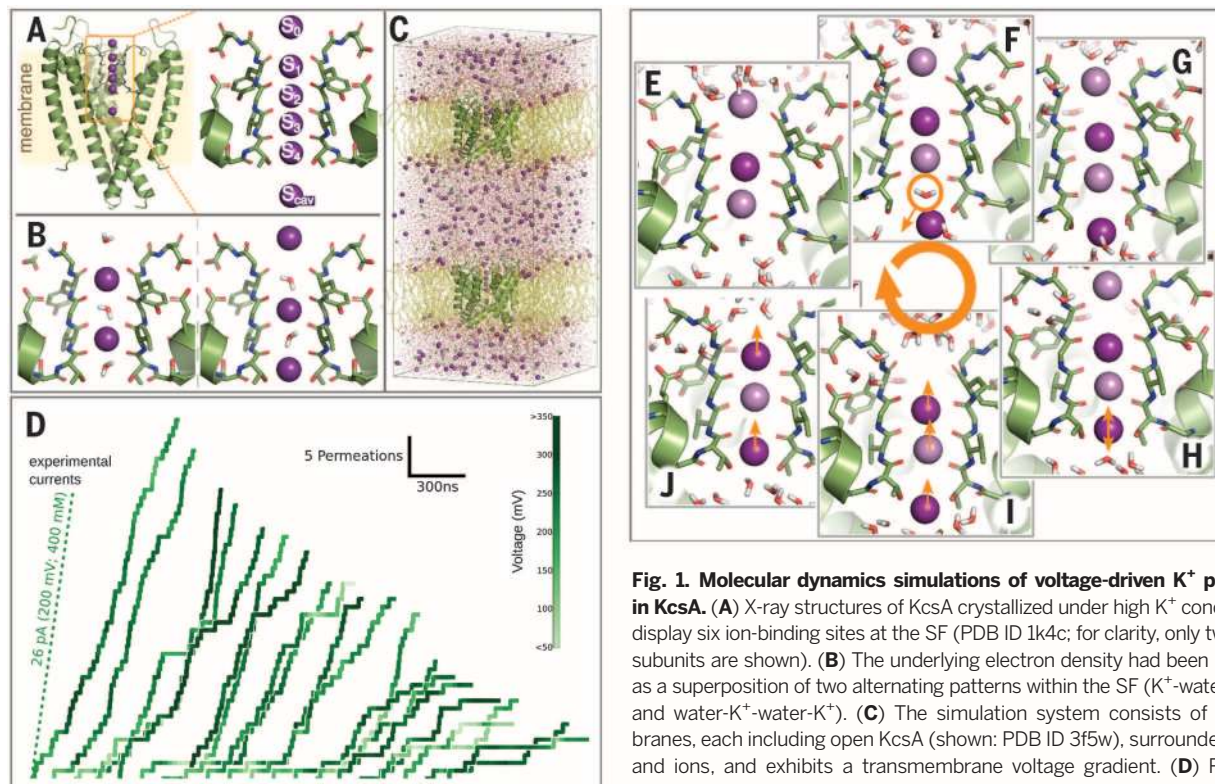 A
membrane
S0
S1
S2
S3
S4
Scav
B
C
D
experimental
currents
26 pA (200 mV; 400 mM)
5 Permeations
300ns
Voltage (mV)
>350
300
250
200
150
100
<50
E
F
G
H
I
J
Fig. 1. Molecular dynamics simulations of voltage-driven K+ p
in KcsA. (A) X-ray structures of KcsA crystallized under high K+ conc
display six ion-binding sites at the SF (PDB ID 1k4c; for clarity, only tw
subunits are shown). (B) The underlying electron density had been
as a superposition of two alternating patterns within the SF (K+-wate
and water-K+-water-K+). (C) The simulation system consists of
branes, each including open KcsA (shown: PDB ID 3f5w), surrounde
and ions, and exhibits a transmembrane voltage gradient. (D)